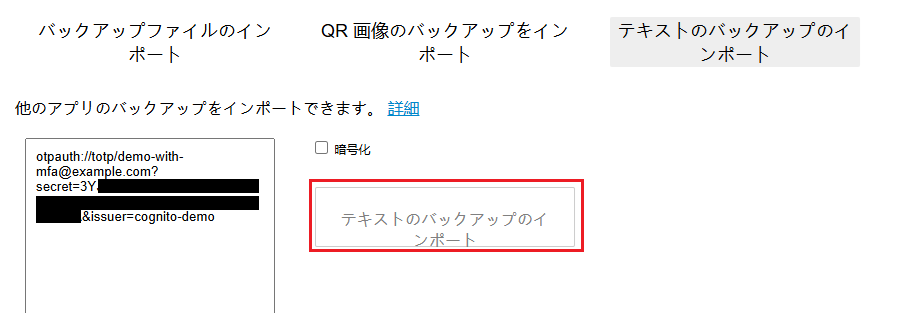 バックアップファイルのイン
ポート
QR 画像のバックアップをイン
ポート
テキストのバックアップのイ
ンポート
他のアプリのバックアップをインポートできます。 詳細
otpauth://totp/demo-with-
mfa@example.com?
secret=3Y
&issuer=cognito-demo
暗号化
テキストのバックアップのイ
ンポート